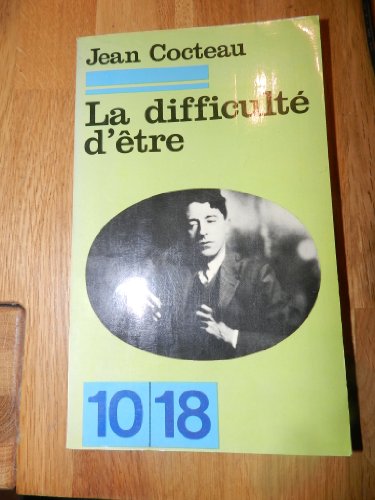 Jean Cocteau
La difficulté
d'être
10 18